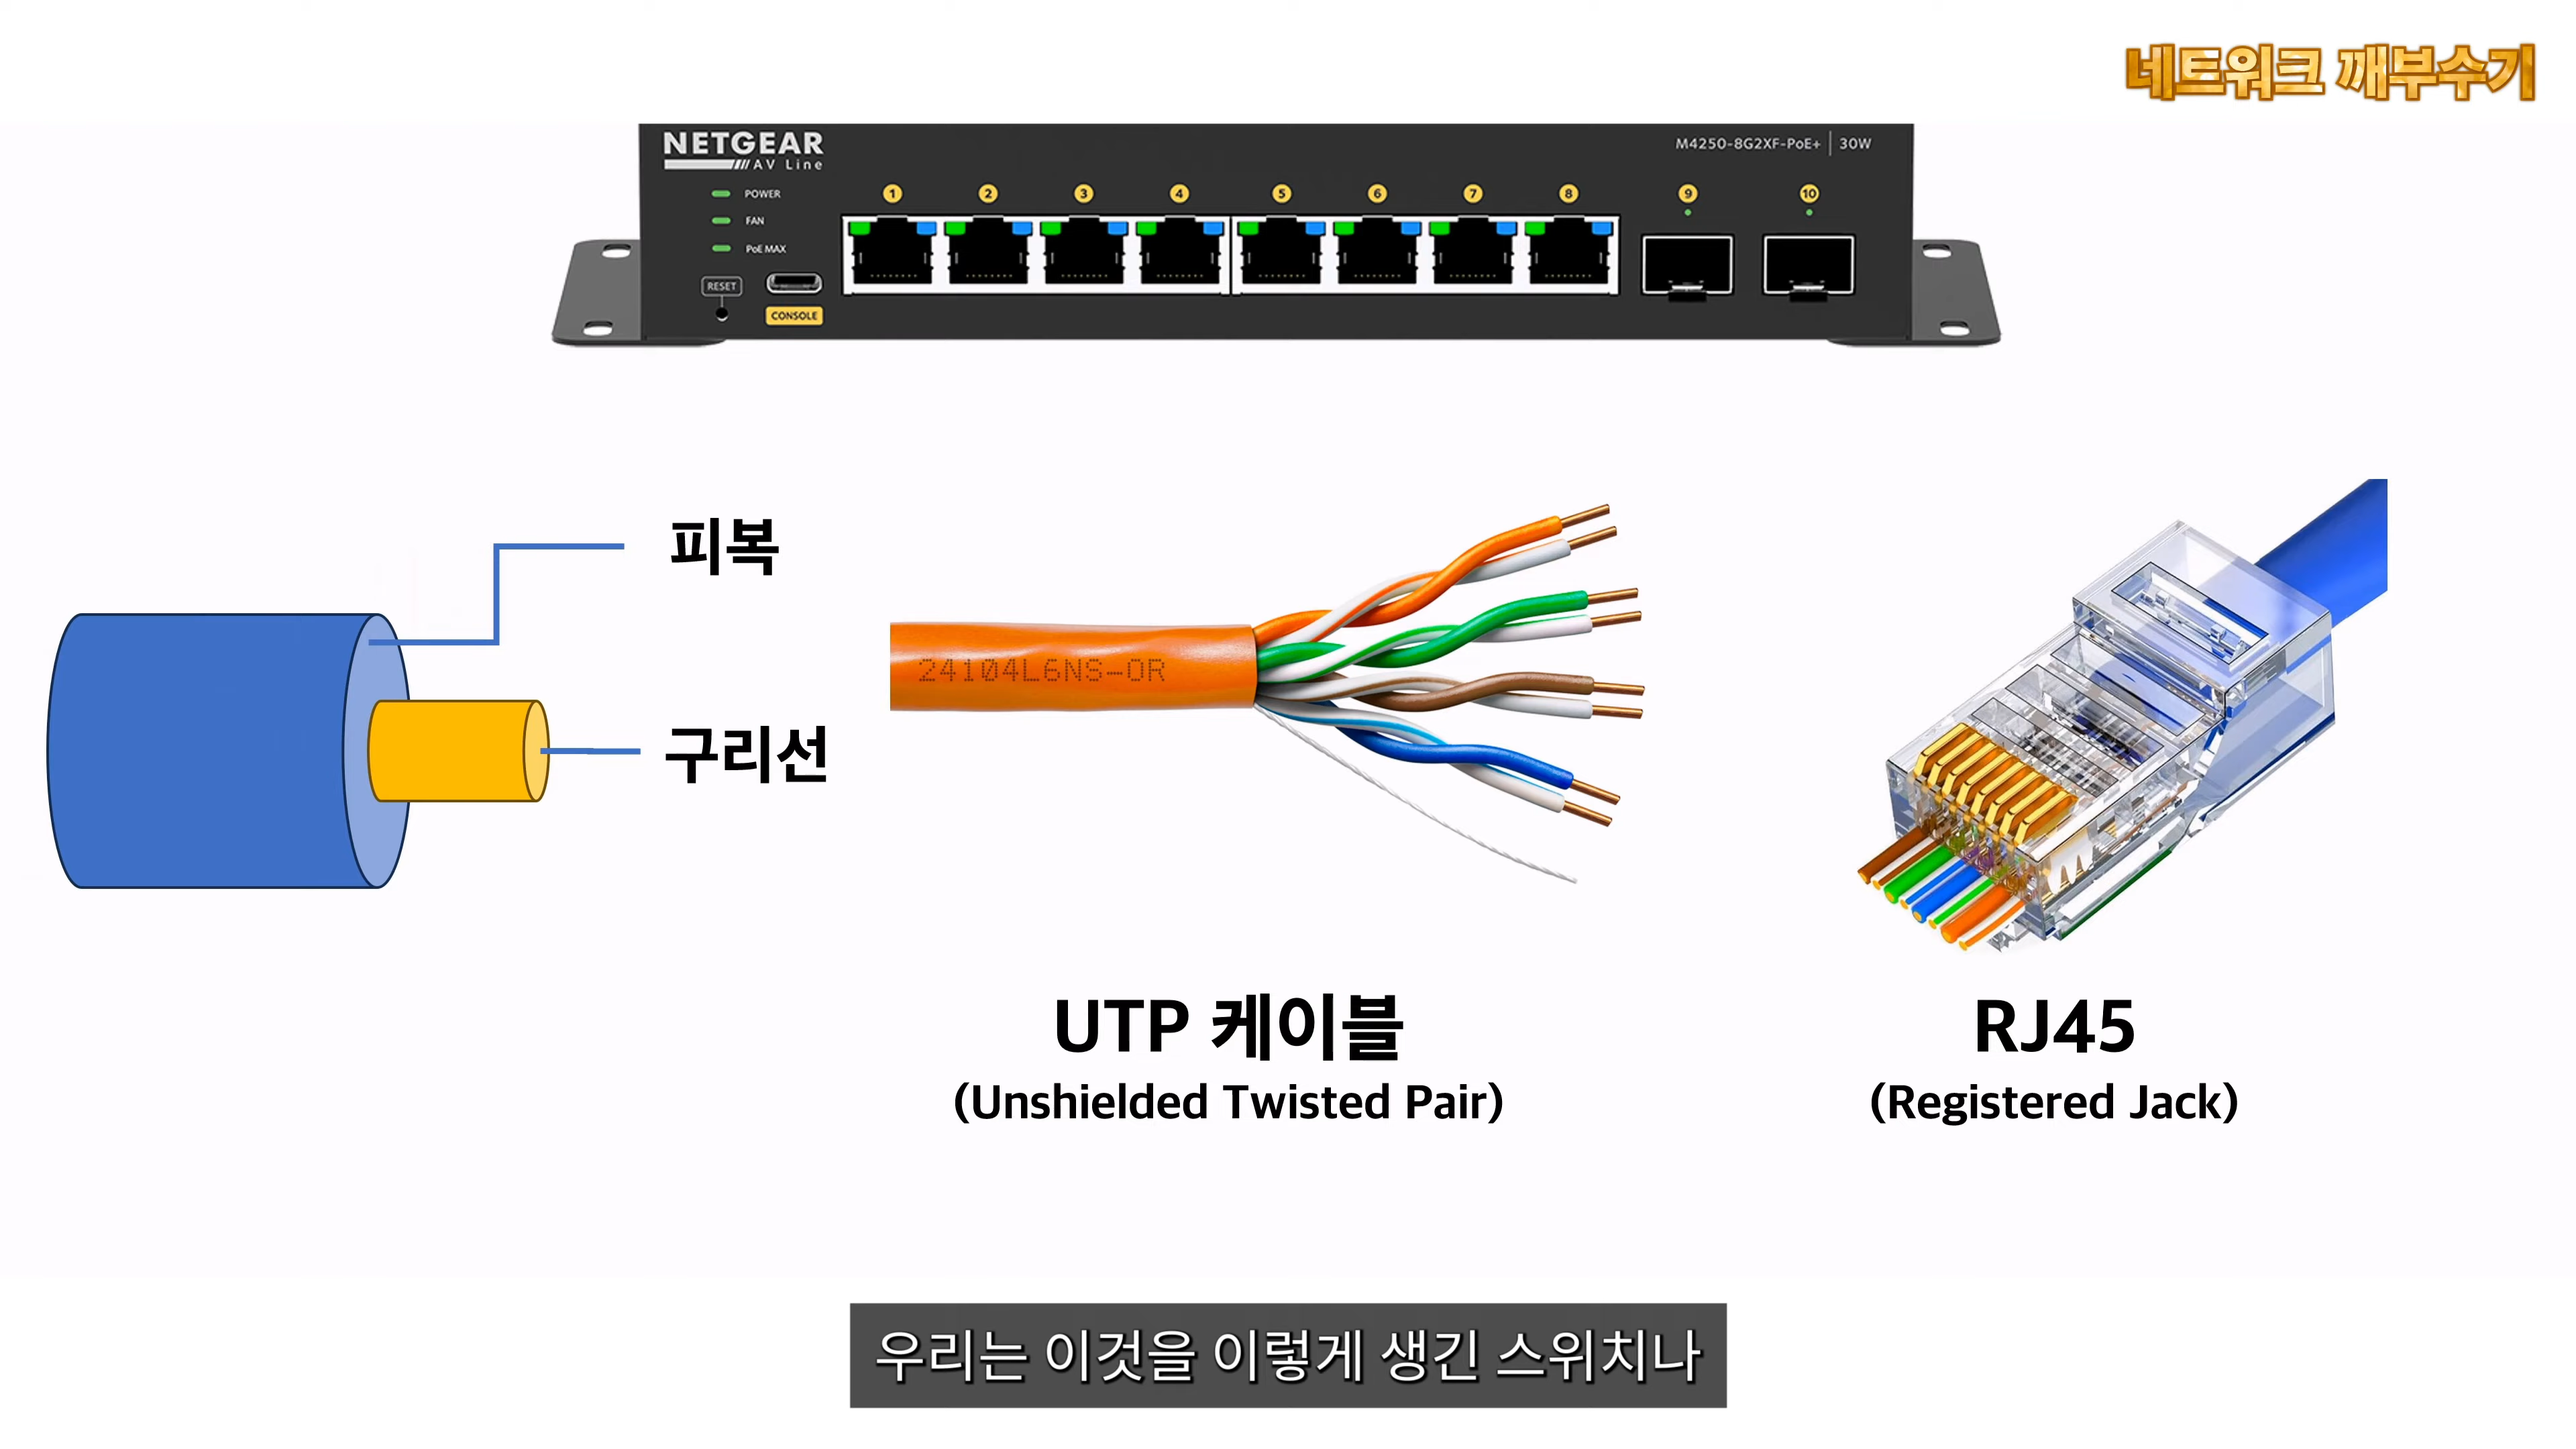 네트워크 깨부수기
NETGEAR
AV Line
M4250-8G2XF-PoE+ | 30W
POWER
FAN
PoE MAX
RESET
CONSOLE
1 2 3 4 5 6 7 8 9 10
피복
구리선
24104L6NS-OR
UTP 케이블
(Unshielded Twisted Pair)
RJ45
(Registered Jack)
우리는 이것을 이렇게 생긴 스위치나